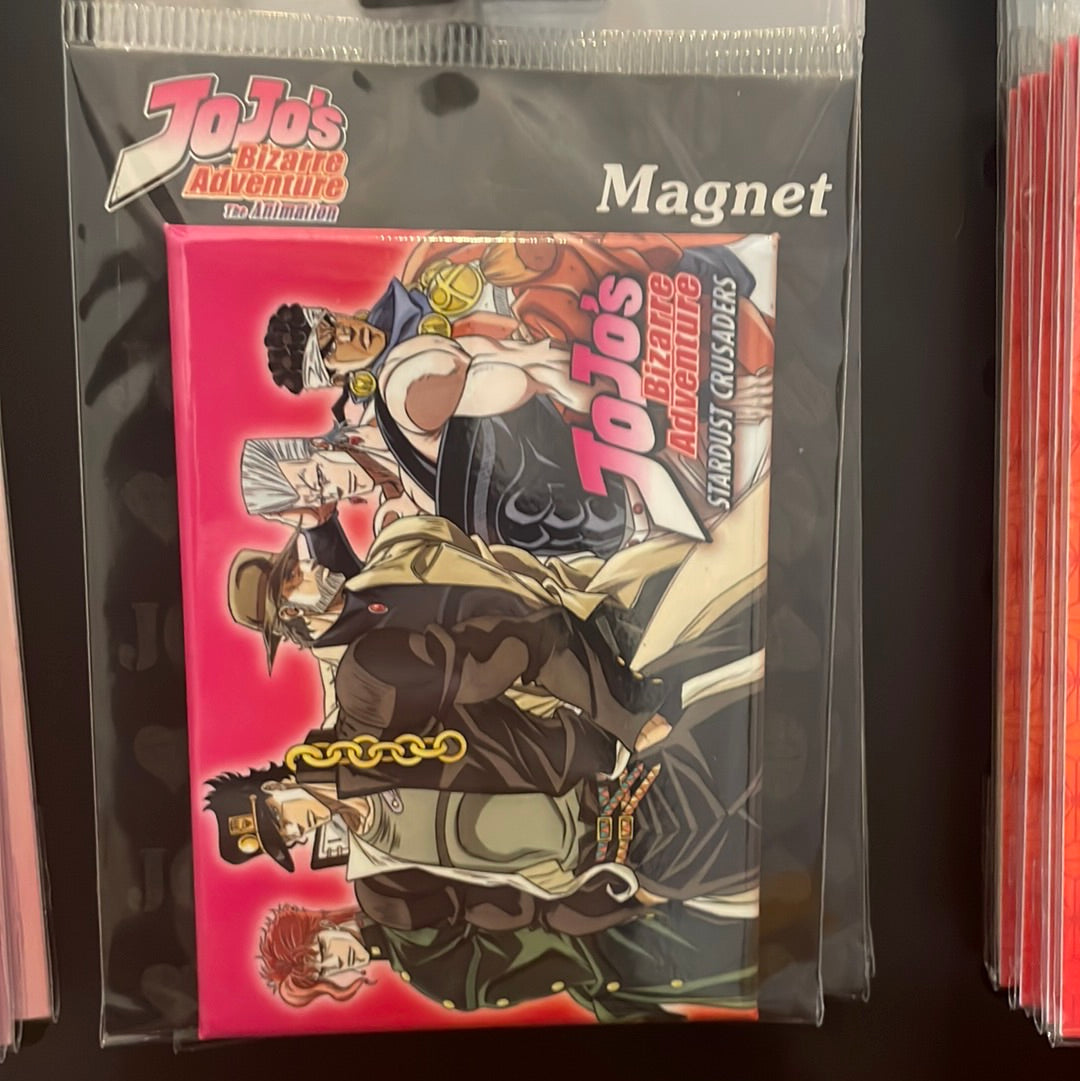 JoJo's
Bizarre
Adventure
The Animation
Magnet
JoJo's
Bizarre
Adventure
STARDUST CRUSADERS